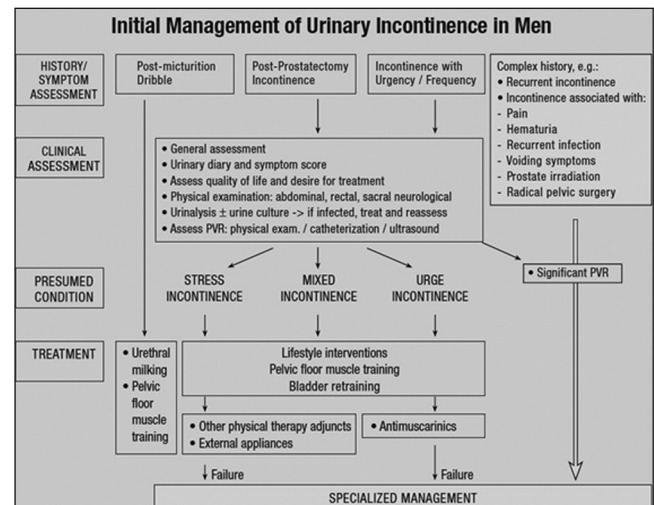 Initial Management of Urinary Incontinence in Men
HISTORY/
SYMPTOM
ASSESSMENT
Post-micturition
Dribble
Post-Prostatectomy
Incontinence
Incontinence with
Urgency / Frequency
Complex history, e.g.:
• Recurrent incontinence
• Incontinence associated with:
- Pain
- Hematuria
- Recurrent infection
- Voiding symptoms
- Prostate irradiation
- Radical pelvic surgery
CLINICAL
ASSESSMENT
• General assessment
• Urinary diary and symptom score
• Assess quality of life and desire for treatment
• Physical examination: abdominal, rectal, sacral neurological
• Urinalysis ± urine culture -> if infected, treat and reassess
• Assess PVR: physical exam. / catheterization / ultrasound
PRESUMED
CONDITION
STRESS
INCONTINENCE
MIXED
INCONTINENCE
URGE
INCONTINENCE
• Significant PVR
TREATMENT
• Urethral
milking
• Pelvic
floor
muscle
training
Lifestyle interventions
Pelvic floor muscle training
Bladder retraining
• Other physical therapy adjuncts
• External appliances
• Antimuscarinics
Failure
Failure
SPECIALIZED MANAGEMENT